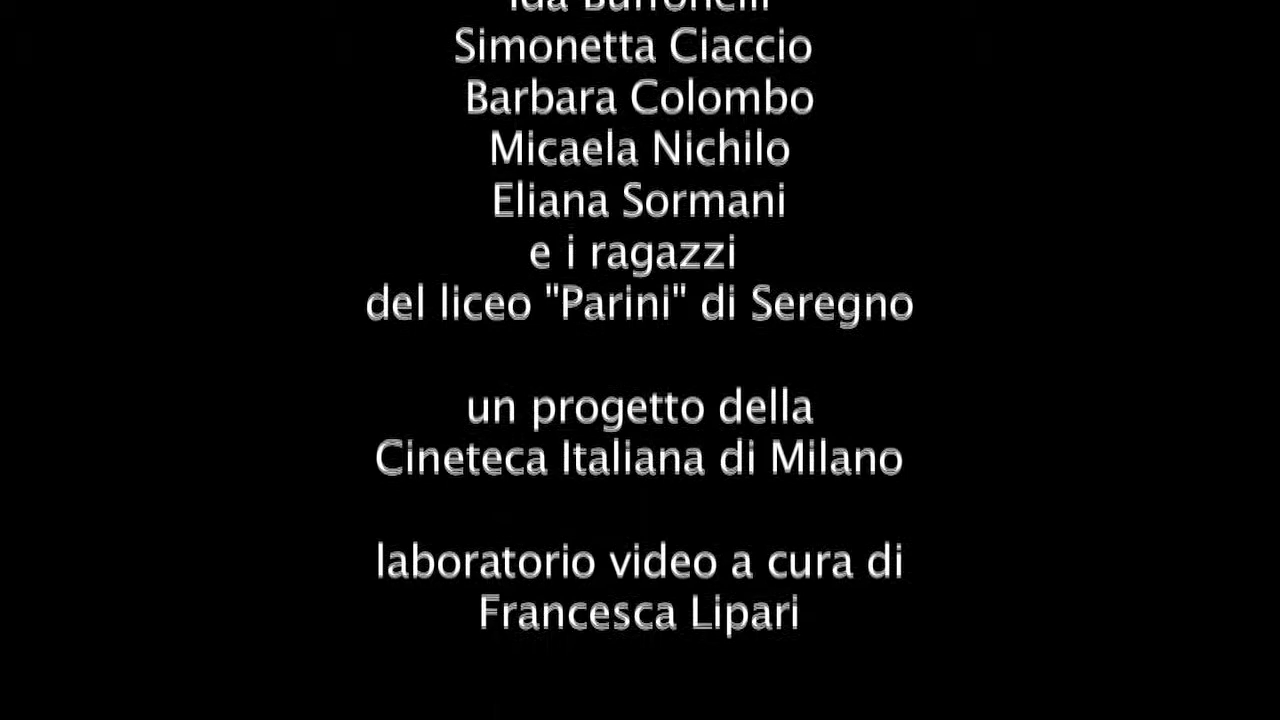 Simonetta Ciaccio
Barbara Colombo
Micaela Nichilo
Eliana Sormani
e i ragazzi
del liceo "Parini" di Seregno
un progetto della
Cineteca Italiana di Milano
laboratorio video a cura di
Francesca Lipari